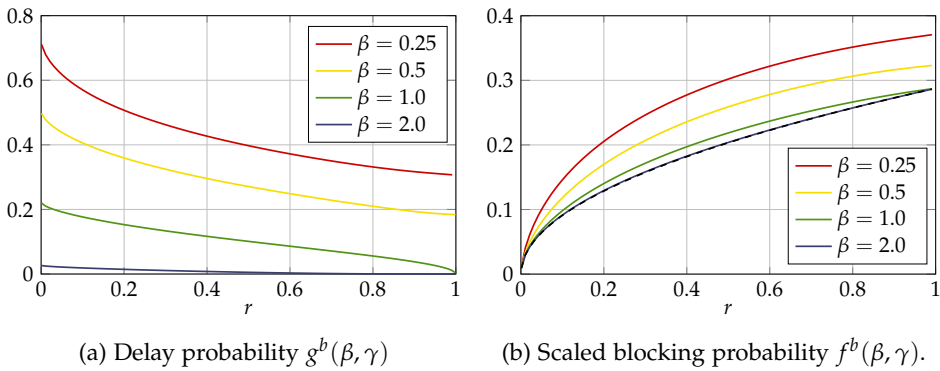 0.8
0.6
0.4
0.2
0
0
0.2
0.4
0.6
0.8
1
r
β = 0.25
β = 0.5
β = 1.0
β = 2.0
(a) Delay probability g^b(β, γ)
0.4
0.3
0.2
0.1
0
0
0.2
0.4
0.6
0.8
1
r
β = 0.25
β = 0.5
β = 1.0
β = 2.0
(b) Scaled blocking probability f^b(β, γ).